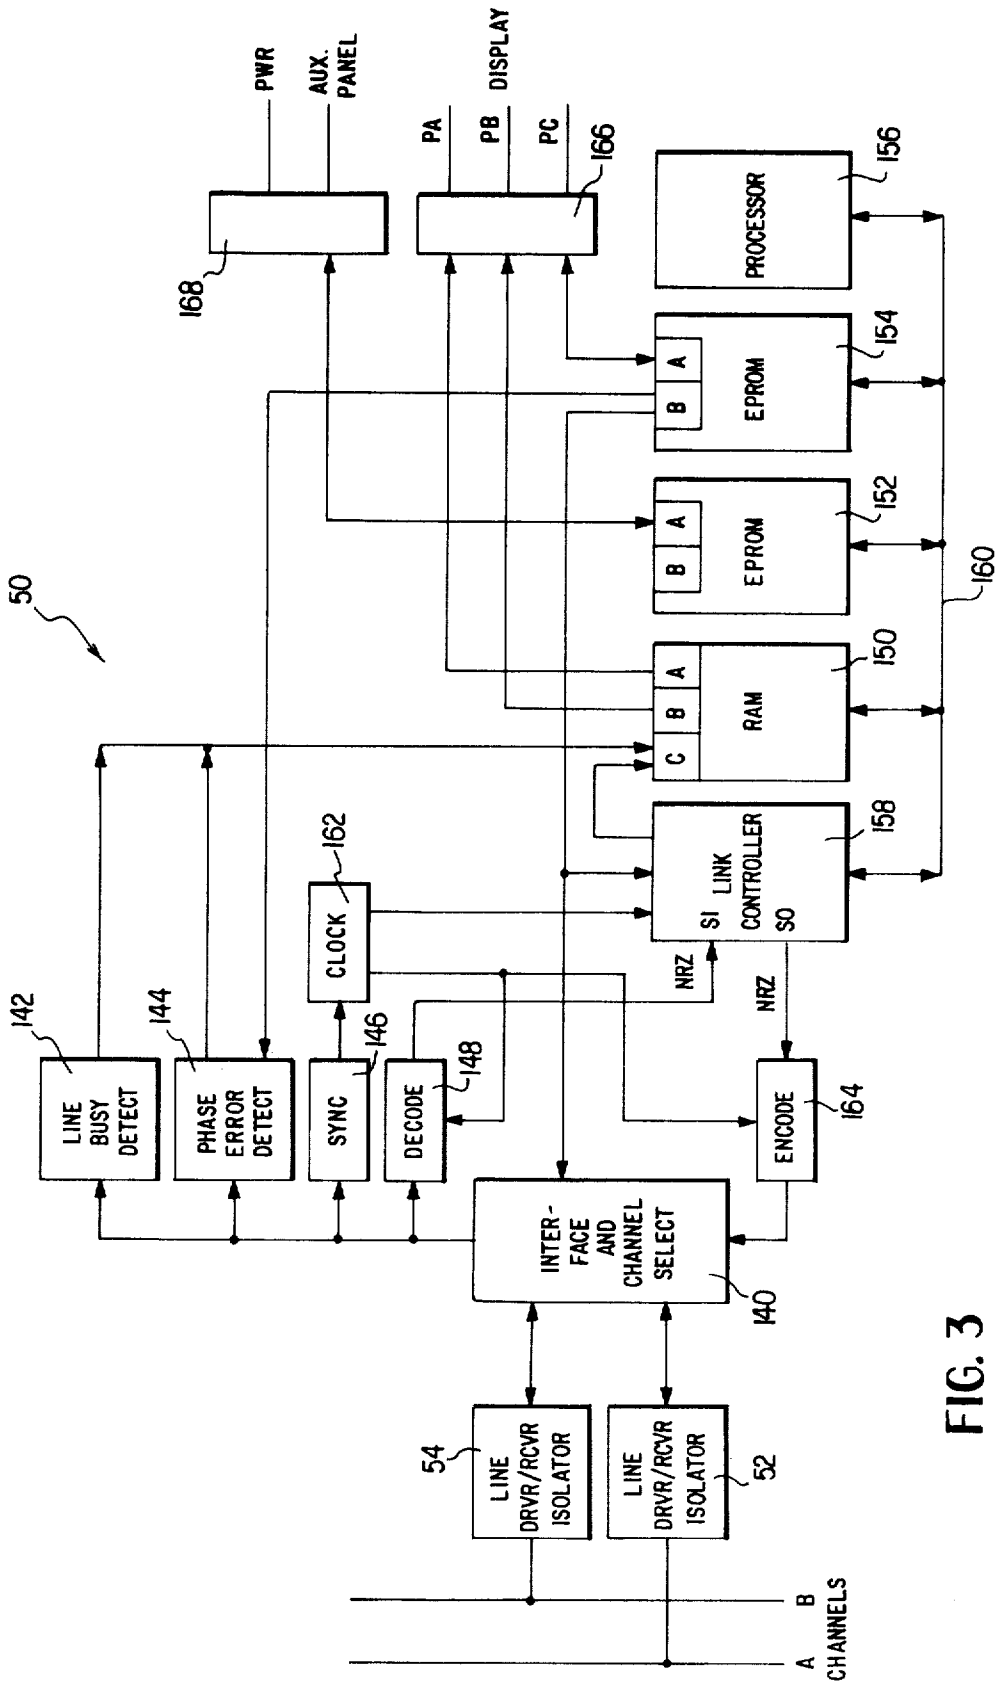 50
PWR
AUX.
PANEL
168
PA
PB
PC
DISPLAY
166
142
LINE
BUSY
DETECT
144
PHASE
ERROR
DETECT
SYNC
146
CLOCK
162
DECODE
148
NRZ
NRZ
ENCODE
164
INTER-
FACE
AND
CHANNEL
SELECT
140
54
LINE
DRVR/RCVR
ISOLATOR
LINE
DRVR/RCVR
ISOLATOR
52
A
B
CHANNELS
SI
LINK
CONTROLLER
SO
158
C
B
A
RAM
150
B
A
EPROM
152
B
A
EPROM
154
PROCESSOR
156
160
FIG. 3